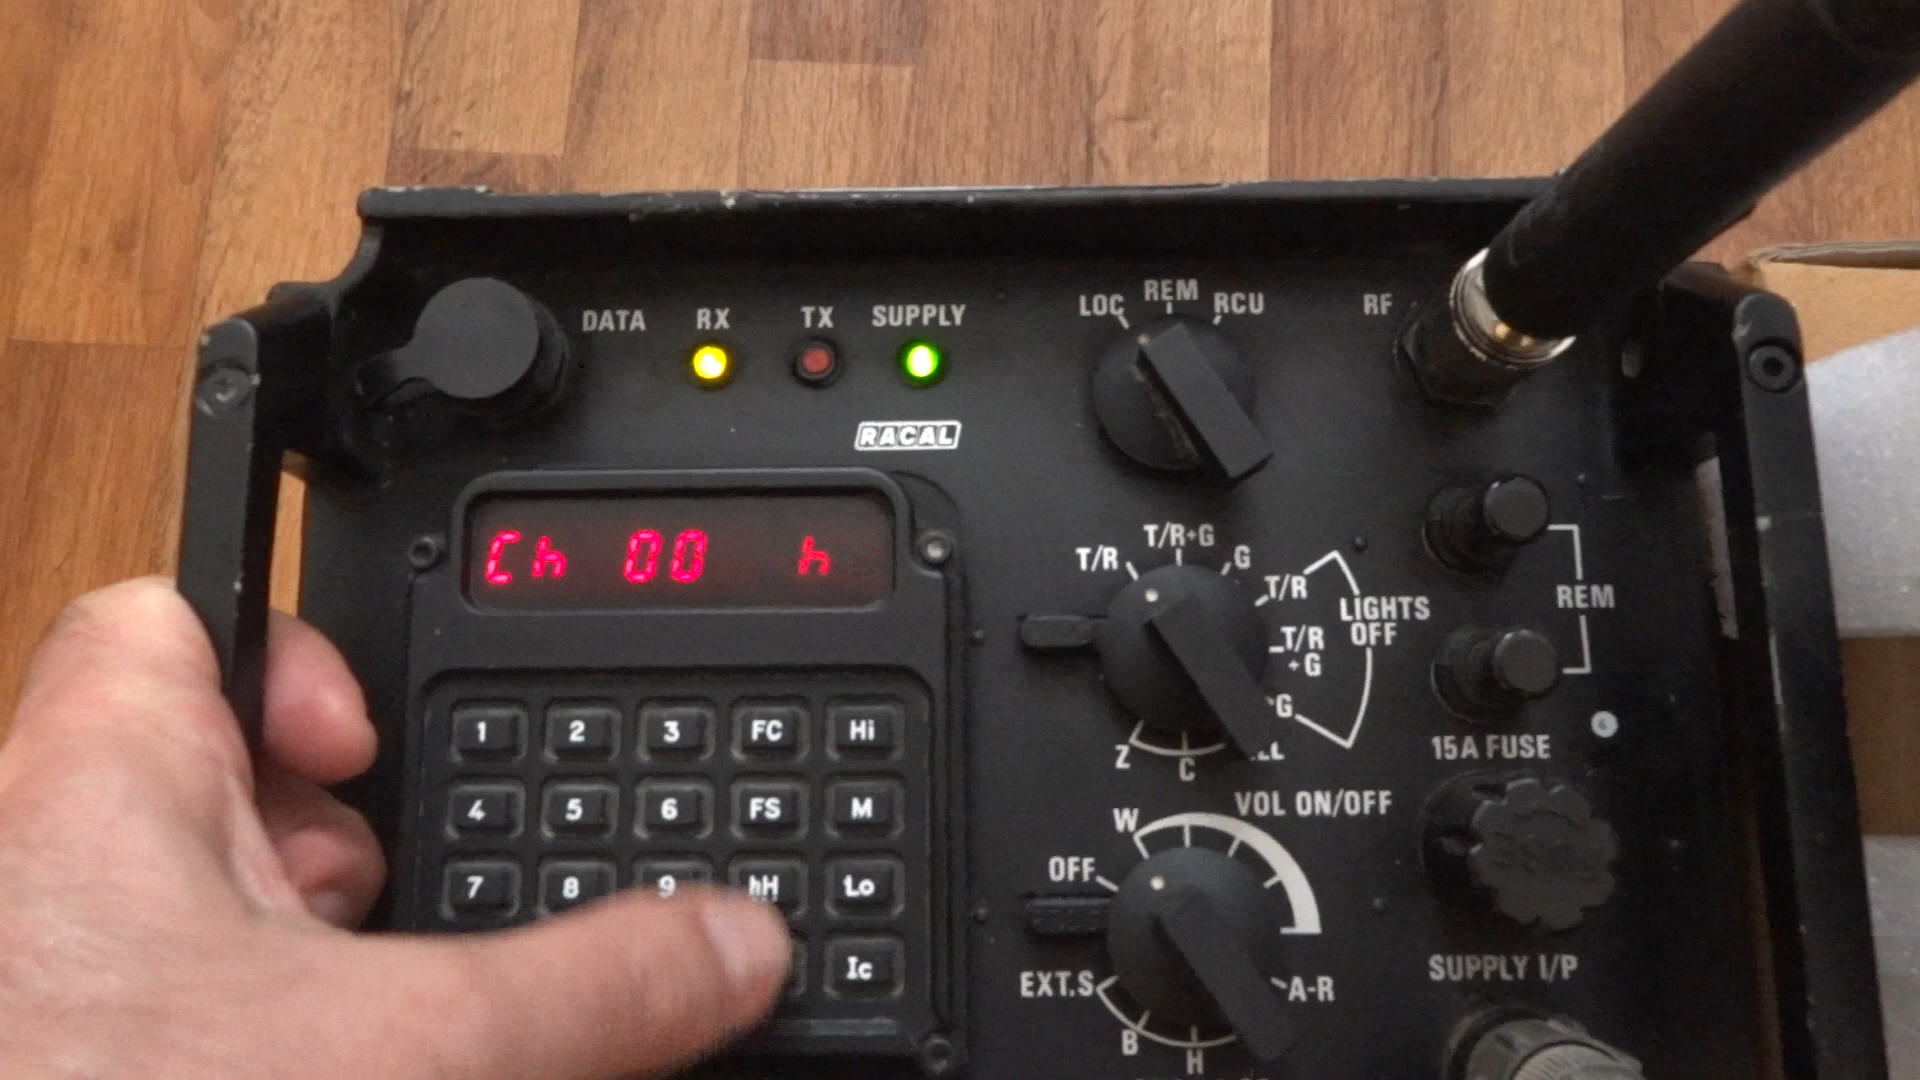 DATA RX TX SUPPLY
LOC REM RCU
RF
RACAL
Ch 00 h
T/R T/R+G G
T/R
T/R
+G
G
LIGHTS
OFF
Z C
REM
1 2 3 FC Hi
4 5 6 FS M
7 8 9 hH Lo
Ic
15A FUSE
VOL ON/OFF
W
OFF
EXT.S
B
H
A-R
SUPPLY I/P